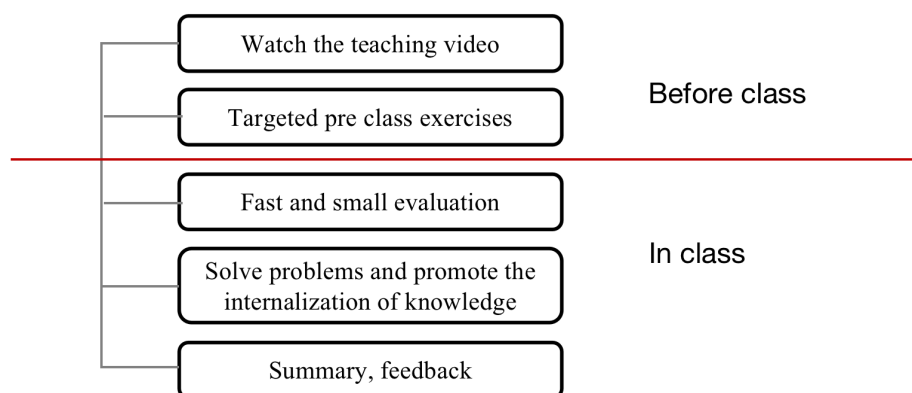 Watch the teaching video
Before class
Targeted pre class exercises
Fast and small evaluation
In class
Solve problems and promote the
internalization of knowledge
Summary, feedback